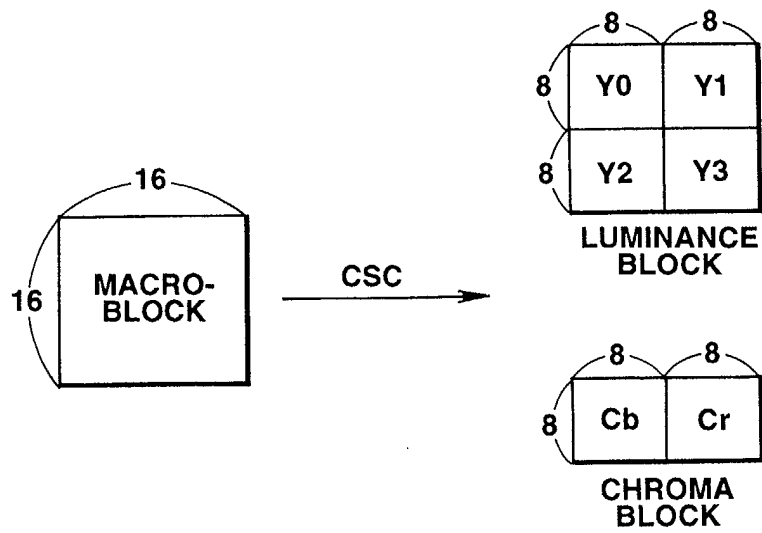 16
16
MACRO-
BLOCK
CSC
8 8
8 Y0 Y1
8 Y2 Y3
LUMINANCE
BLOCK
8 8
8 Cb Cr
CHROMA
BLOCK